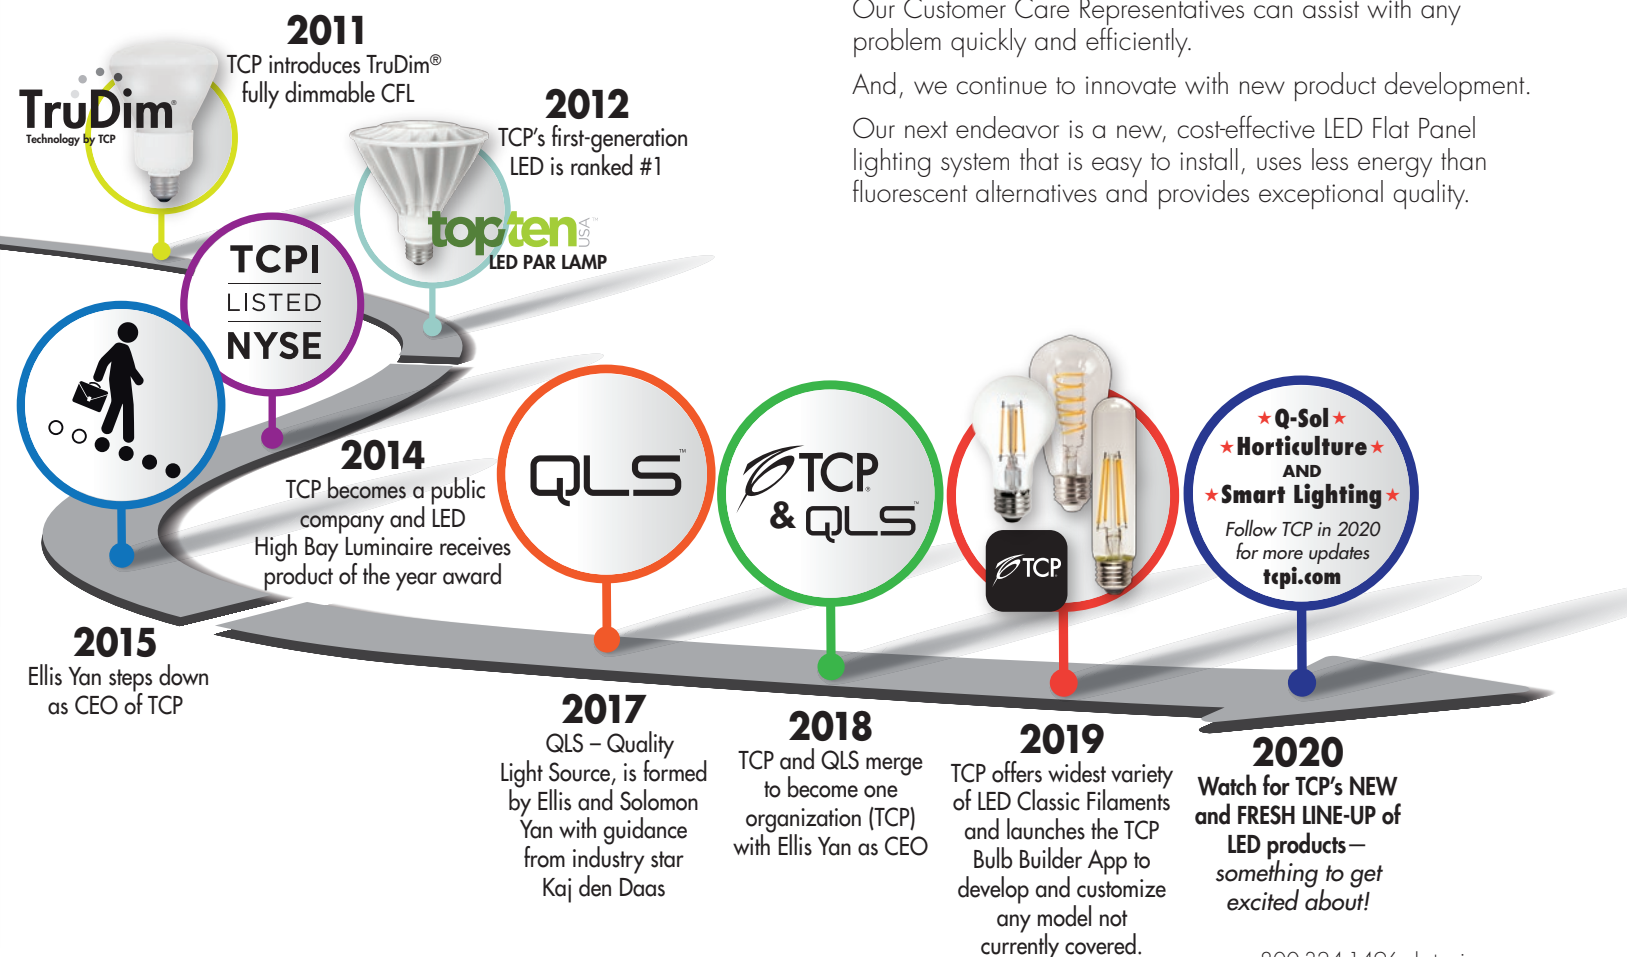 Our Customer Care Representatives can assist with any
problem quickly and efficiently.
And, we continue to innovate with new product development.
Our next endeavor is a new, cost-effective LED Flat Panel
lighting system that is easy to install, uses less energy than
fluorescent alternatives and provides exceptional quality.
2011
TCP introduces TruDim®
fully dimmable CFL
TruDim®
Technology by TCP
2012
TCP's first-generation
LED is ranked #1
topten USA™
LED PAR LAMP
TCPI
LISTED
NYSE
2014
TCP becomes a public
company and LED
High Bay Luminaire receives
product of the year award
2015
Ellis Yan steps down
as CEO of TCP
QLS™
2017
QLS – Quality
Light Source, is formed
by Ellis and Solomon
Yan with guidance
from industry star
Kaj den Daas
TCP®
& QLS™
2018
TCP and QLS merge
to become one
organization (TCP)
with Ellis Yan as CEO
TCP
2019
TCP offers widest variety
of LED Classic Filaments
and launches the TCP
Bulb Builder App to
develop and customize
any model not
currently covered.
★Q-Sol★
★Horticulture★
AND
★Smart Lighting★
Follow TCP in 2020
for more updates
tcpi.com
2020
Watch for TCP's NEW
and FRESH LINE-UP of
LED products—
something to get
excited about!